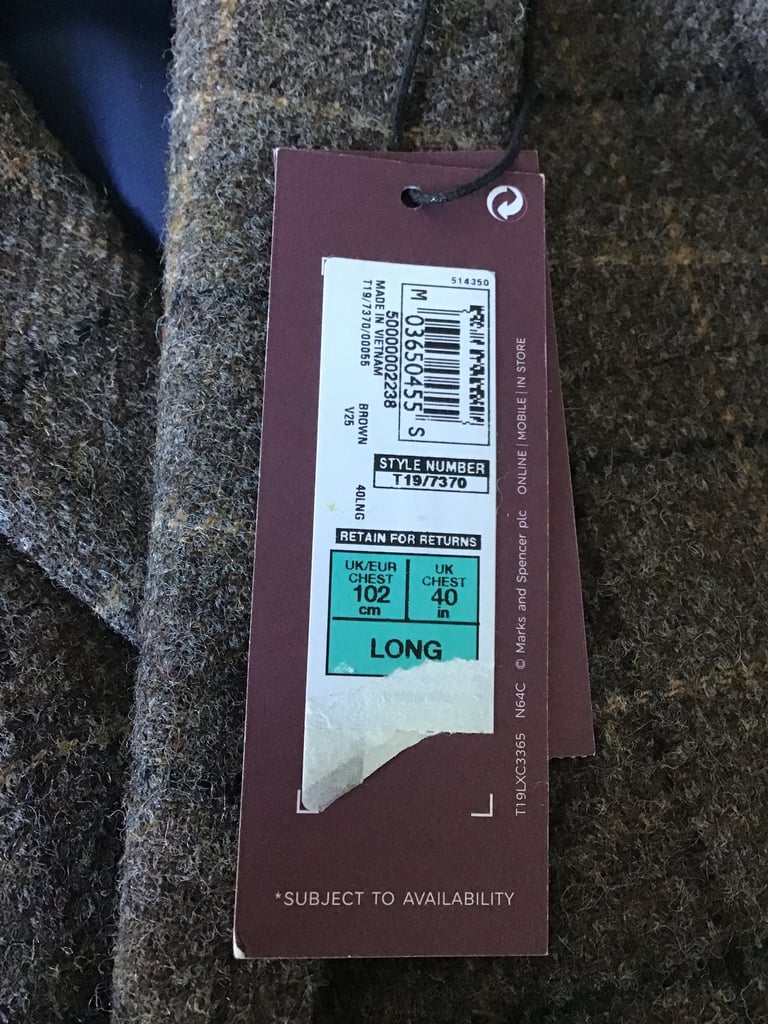 514350
M 03650455 S
500000002238
MADE IN VIETNAM
T19/7370/00055
BROWN
V25
40LNG
STYLE NUMBER
T19/7370
RETAIN FOR RETURNS
UK/EUR
CHEST
102
cm
UK
CHEST
40
in
LONG
T19LXC3365 N64C © Marks and Spencer plc ONLINE | MOBILE | IN STORE
*SUBJECT TO AVAILABILITY